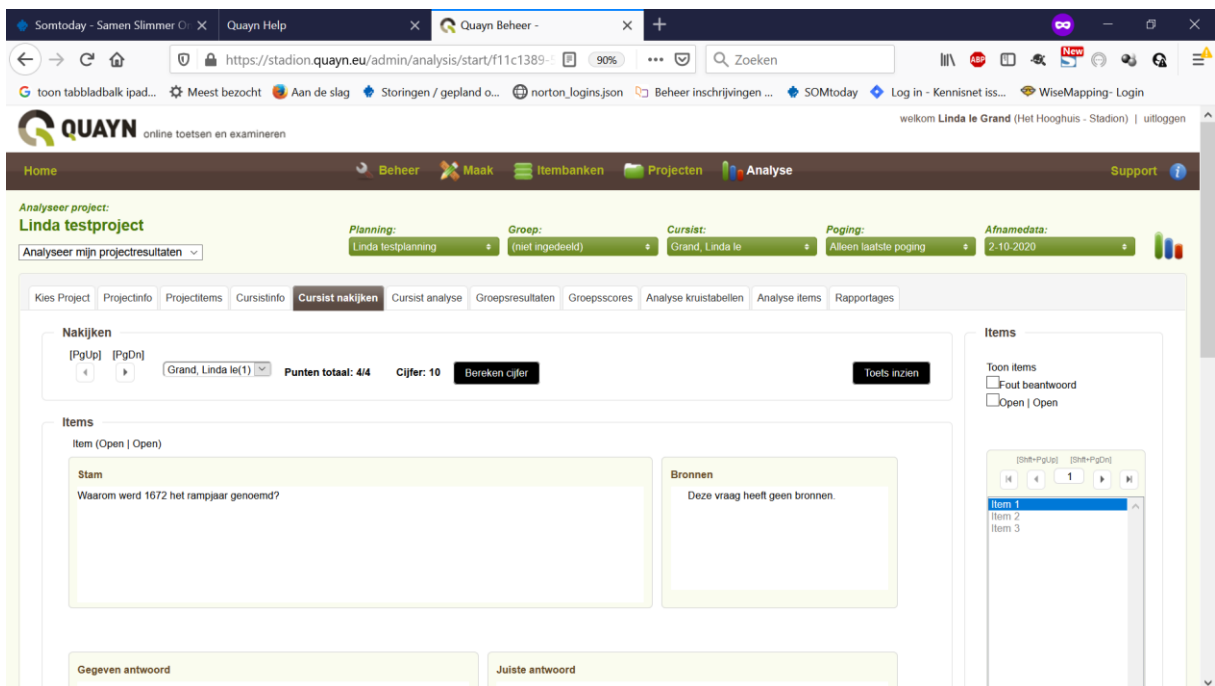 Somtoday - Samen Slimmer Or
Quayn Help
Quayn Beheer -
https://stadion.quayn.eu/admin/analysis/start/f11c1389-
90%
Zoeken
ABP
New
toon tabbladbalk ipad...
Meest bezocht
Aan de slag
Storingen / gepland o...
norton_logins.json
Beheer inschrijvingen ...
SOMtoday
Log in - Kennisnet iss...
WiseMapping- Login
QUAYN online toetsen en examineren
welkom Linda le Grand (Het Hooghuis - Stadion) | uitloggen
Home
Beheer
Maak
Itembanken
Projecten
Analyse
Support
Analyseer project:
Linda testproject
Analyseer mijn projectresultaten
Planning:
Linda testplanning
Groep:
(niet ingedeeld)
Cursist:
Grand, Linda le
Poging:
Alleen laatste poging
Afnamedata:
2-10-2020
Kies Project
Projectinfo
Projectitems
Cursistinfo
Cursist nakijken
Cursist analyse
Groepsresultaten
Groepsscores
Analyse kruistabellen
Analyse items
Rapportages
Nakijken
[PgUp] [PgDn]
Grand, Linda le(1)
Punten totaal: 4/4
Cijfer: 10
Bereken cijfer
Toets inzien
Items
Toon items
Fout beantwoord
Open | Open
[Shft+PgUp] [Shft+PgDn]
1
Item 1
Item 2
Item 3
Items
Item (Open | Open)
Stam
Waarom werd 1672 het rampjaar genoemd?
Bronnen
Deze vraag heeft geen bronnen.
Gegeven antwoord
Juiste antwoord